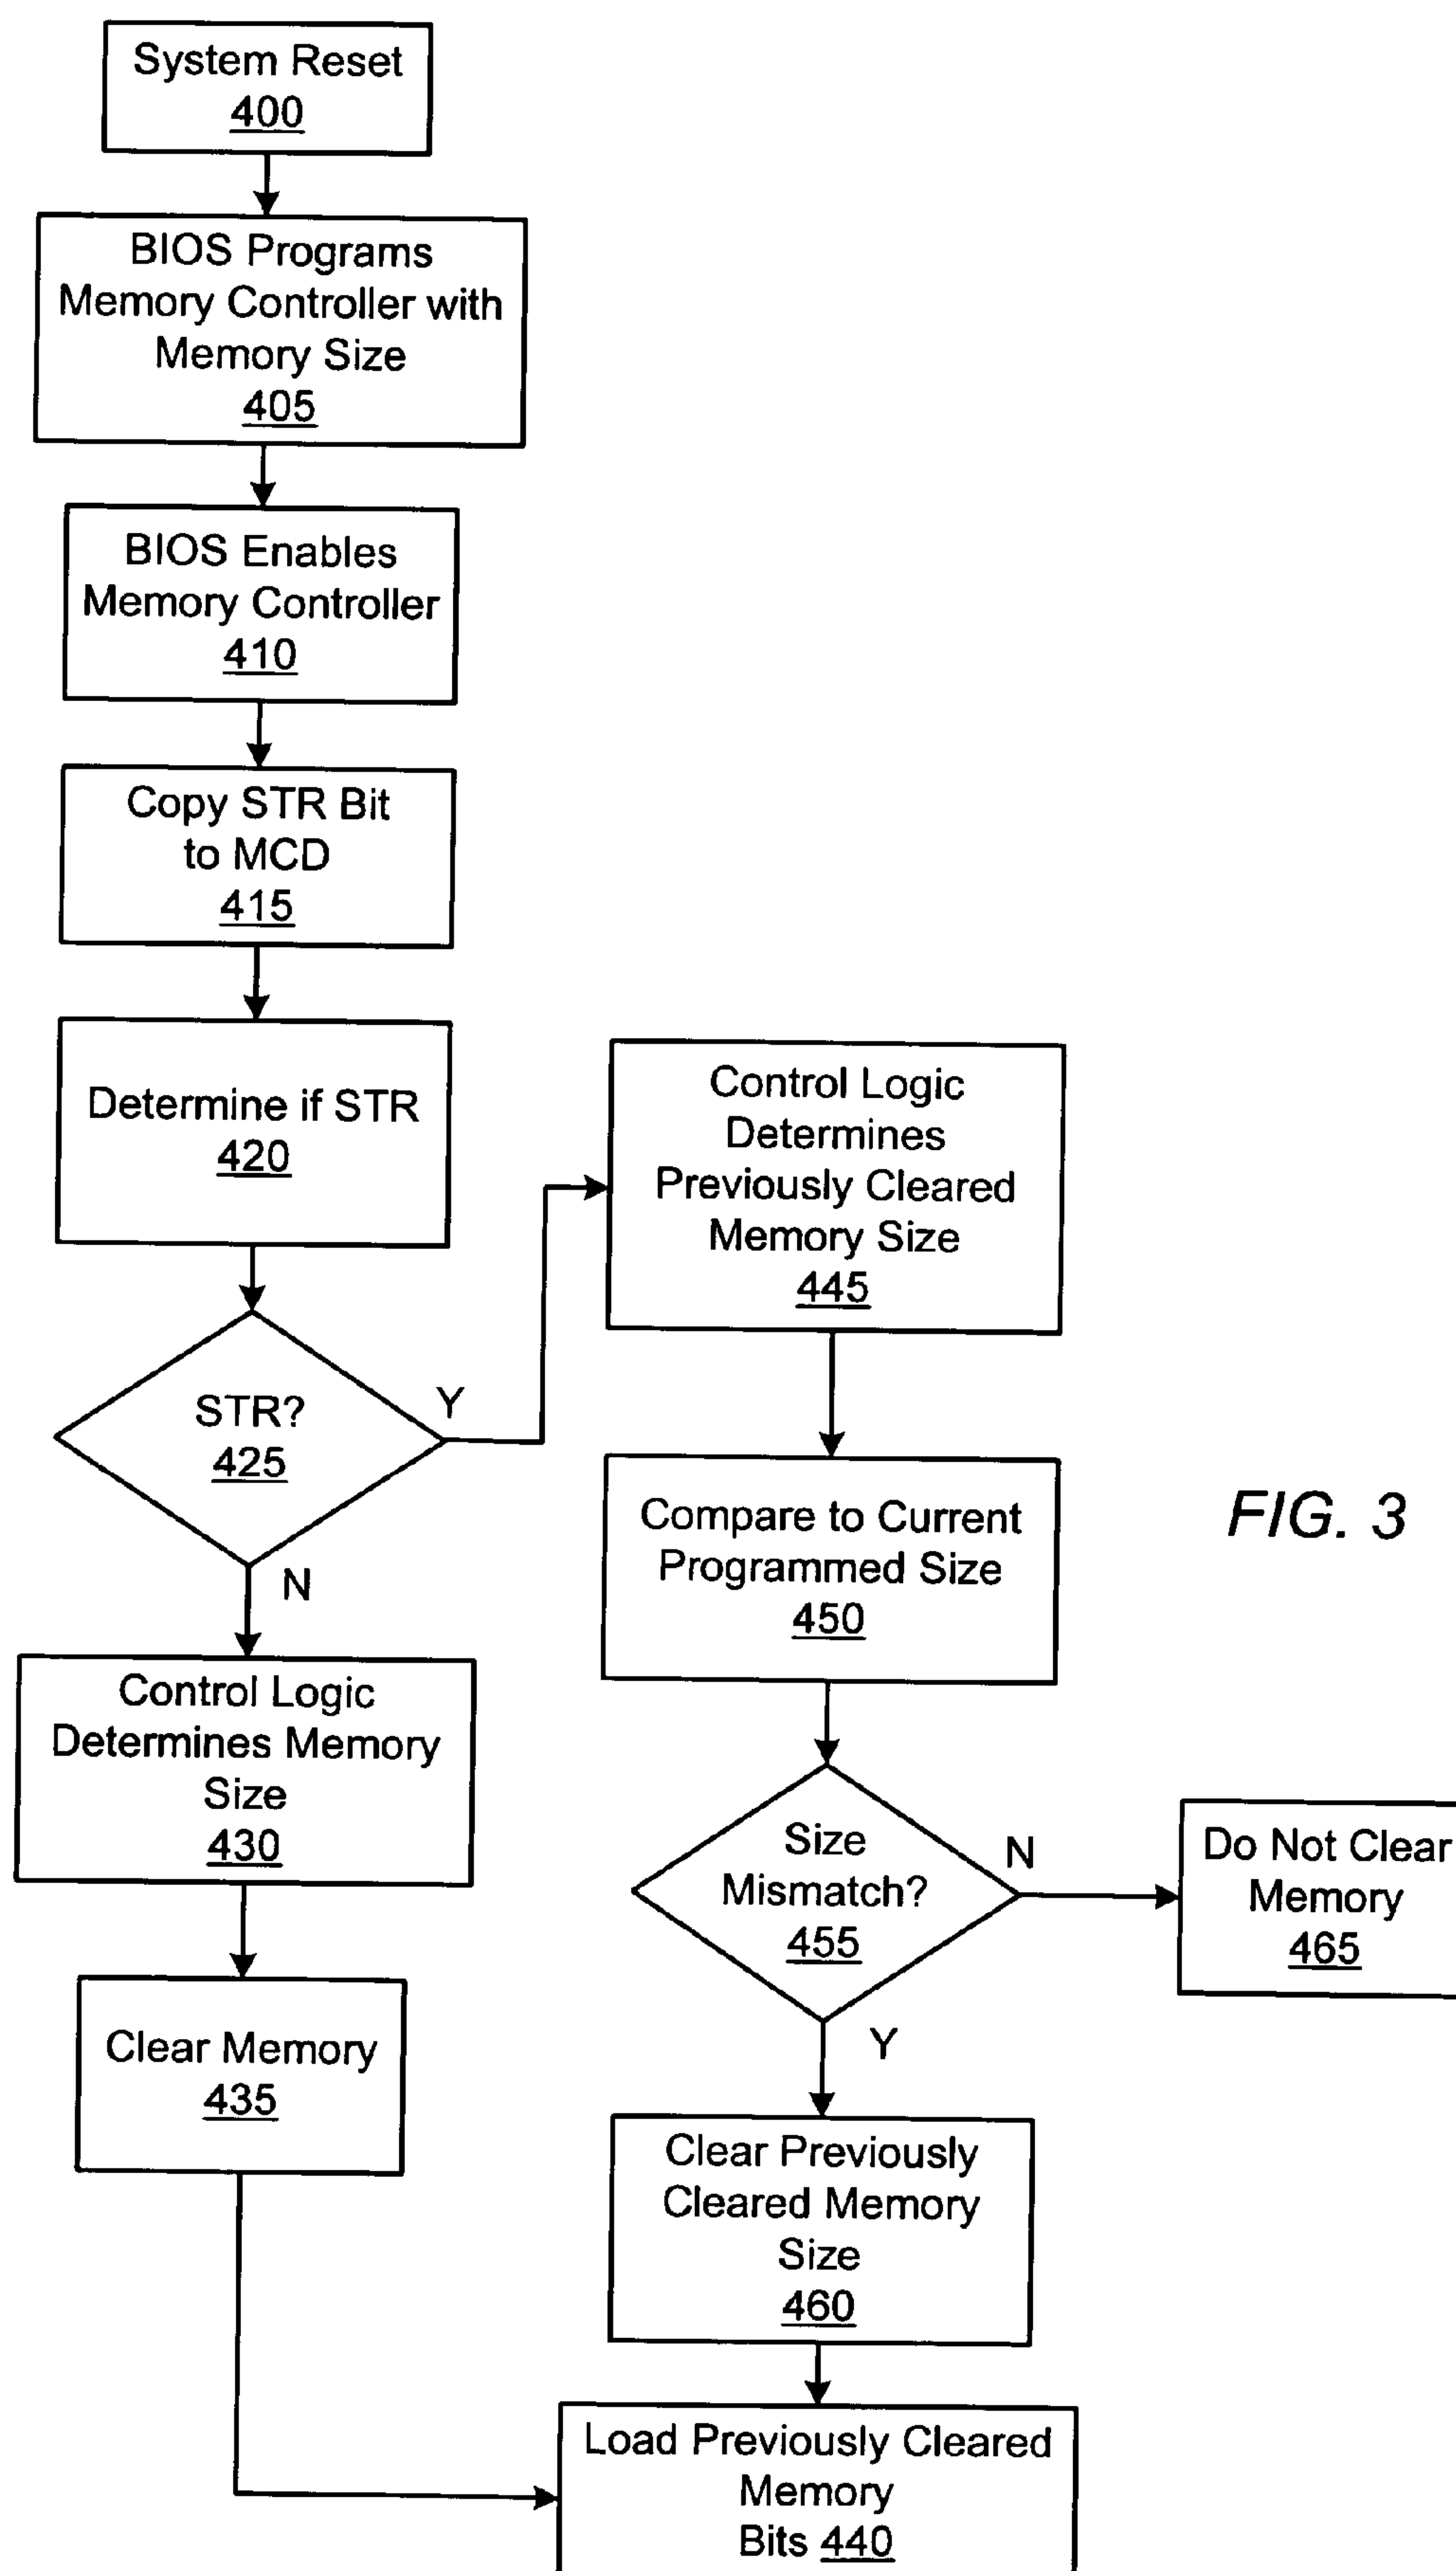 System Reset
400
BIOS Programs
Memory Controller with
Memory Size
405
BIOS Enables
Memory Controller
410
Copy STR Bit
to MCD
415
Determine if STR
420
STR?
425
Y
N
Control Logic
Determines Memory
Size
430
Clear Memory
435
Control Logic
Determines
Previously Cleared
Memory Size
445
Compare to Current
Programmed Size
450
Size
Mismatch?
455
N
Y
Do Not Clear
Memory
465
Clear Previously
Cleared Memory
Size
460
Load Previously Cleared
Memory
Bits 440
FIG. 3